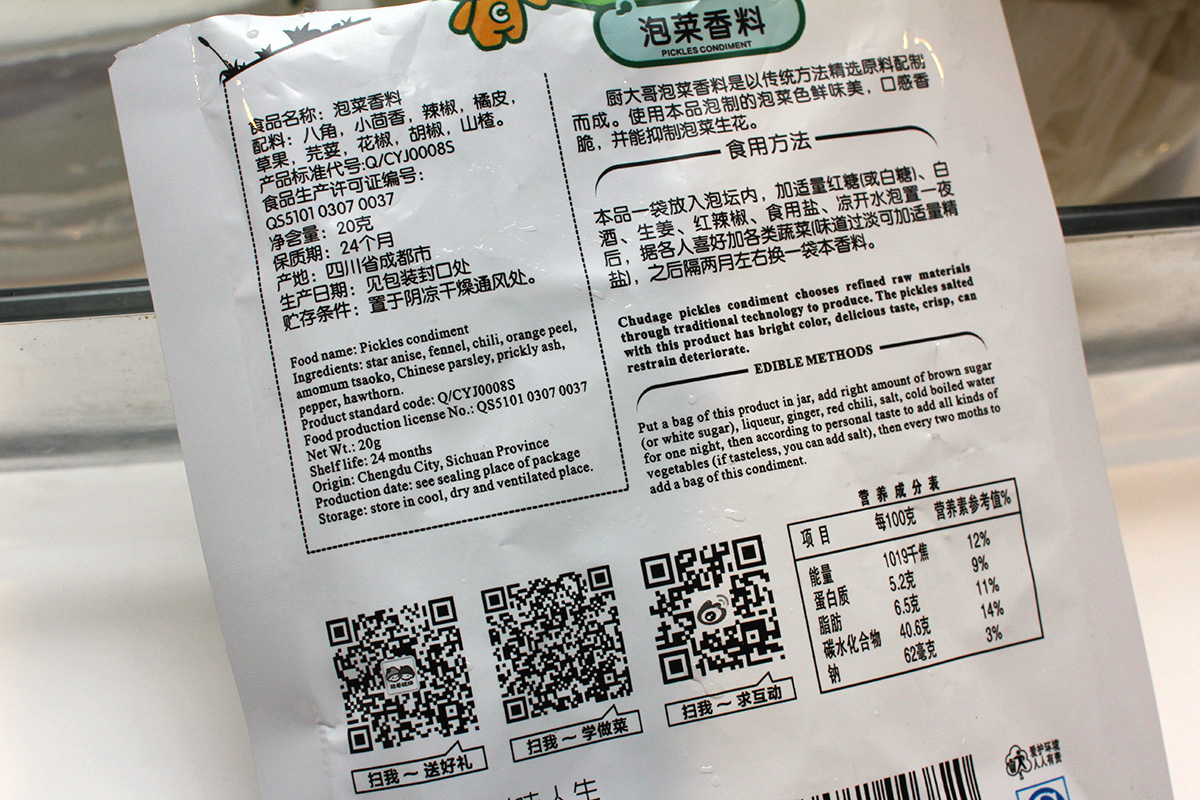 泡菜香料
PICKLES CONDIMENT
食品名称：泡菜香料
配料：八角，小茴香，辣椒，橘皮，
草果，芫荽，花椒，胡椒，山楂。
产品标准代号:Q/CYJ0008S
食品生产许可证编号：
QS5101 0307 0037
净含量：20克
保质期：24个月
产地：四川省成都市
生产日期：见包装封口处
贮存条件：置于阴凉干燥通风处。
Food name: Pickles condiment
Ingredients: star anise, fennel, chili, orange peel,
amomum tsaoko, Chinese parsley, prickly ash,
pepper, hawthorn.
Product standard code: Q/CYJ0008S
Food production license No.: QS5101 0307 0037
Net Wt.: 20g
Shelf life: 24 months
Origin: Chengdu City, Sichuan Province
Production date: see sealing place of package
Storage: store in cool, dry and ventilated place.
厨大哥泡菜香料是以传统方法精选原料配制
而成。使用本品泡制的泡菜色鲜味美，口感香
脆，并能抑制泡菜生花。
食用方法
本品一袋放入泡坛内，加适量红糖(或白糖)、白
酒、生姜、红辣椒、食用盐、凉开水泡置一夜
后，据各人喜好加各类蔬菜(味道过淡可加适量精
盐)，之后隔两月左右换一袋本香料。
Chudage pickles condiment chooses refined raw materials
through traditional technology to produce. The pickles salted
with this product has bright color, delicious taste, crisp, can
restrain deteriorate.
EDIBLE METHODS
Put a bag of this product in jar, add right amount of brown sugar
(or white sugar), liqueur, ginger, red chili, salt, cold boiled water
for one night, then according to personal taste to add all kinds of
vegetables (if tasteless, you can add salt), then every two moths to
add a bag of this condiment.
营养成分表
项目 每100克 营养素参考值%
能量 1019千焦 12%
蛋白质 5.2克 9%
脂肪 6.5克 11%
碳水化合物 40.6克 14%
钠 62毫克 3%
扫我～送好礼
扫我～学做菜
扫我～求互动
爱护环境
人人有责
味人生